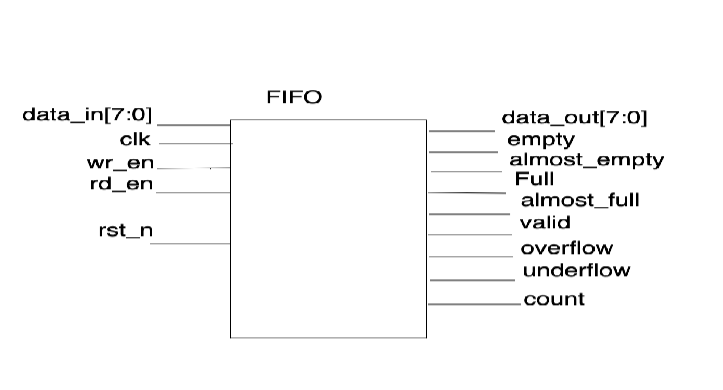 FIFO
data_in[7:0]
clk
wr_en
rd_en
rst_n
data_out[7:0]
empty
almost_empty
Full
almost_full
valid
overflow
underflow
count